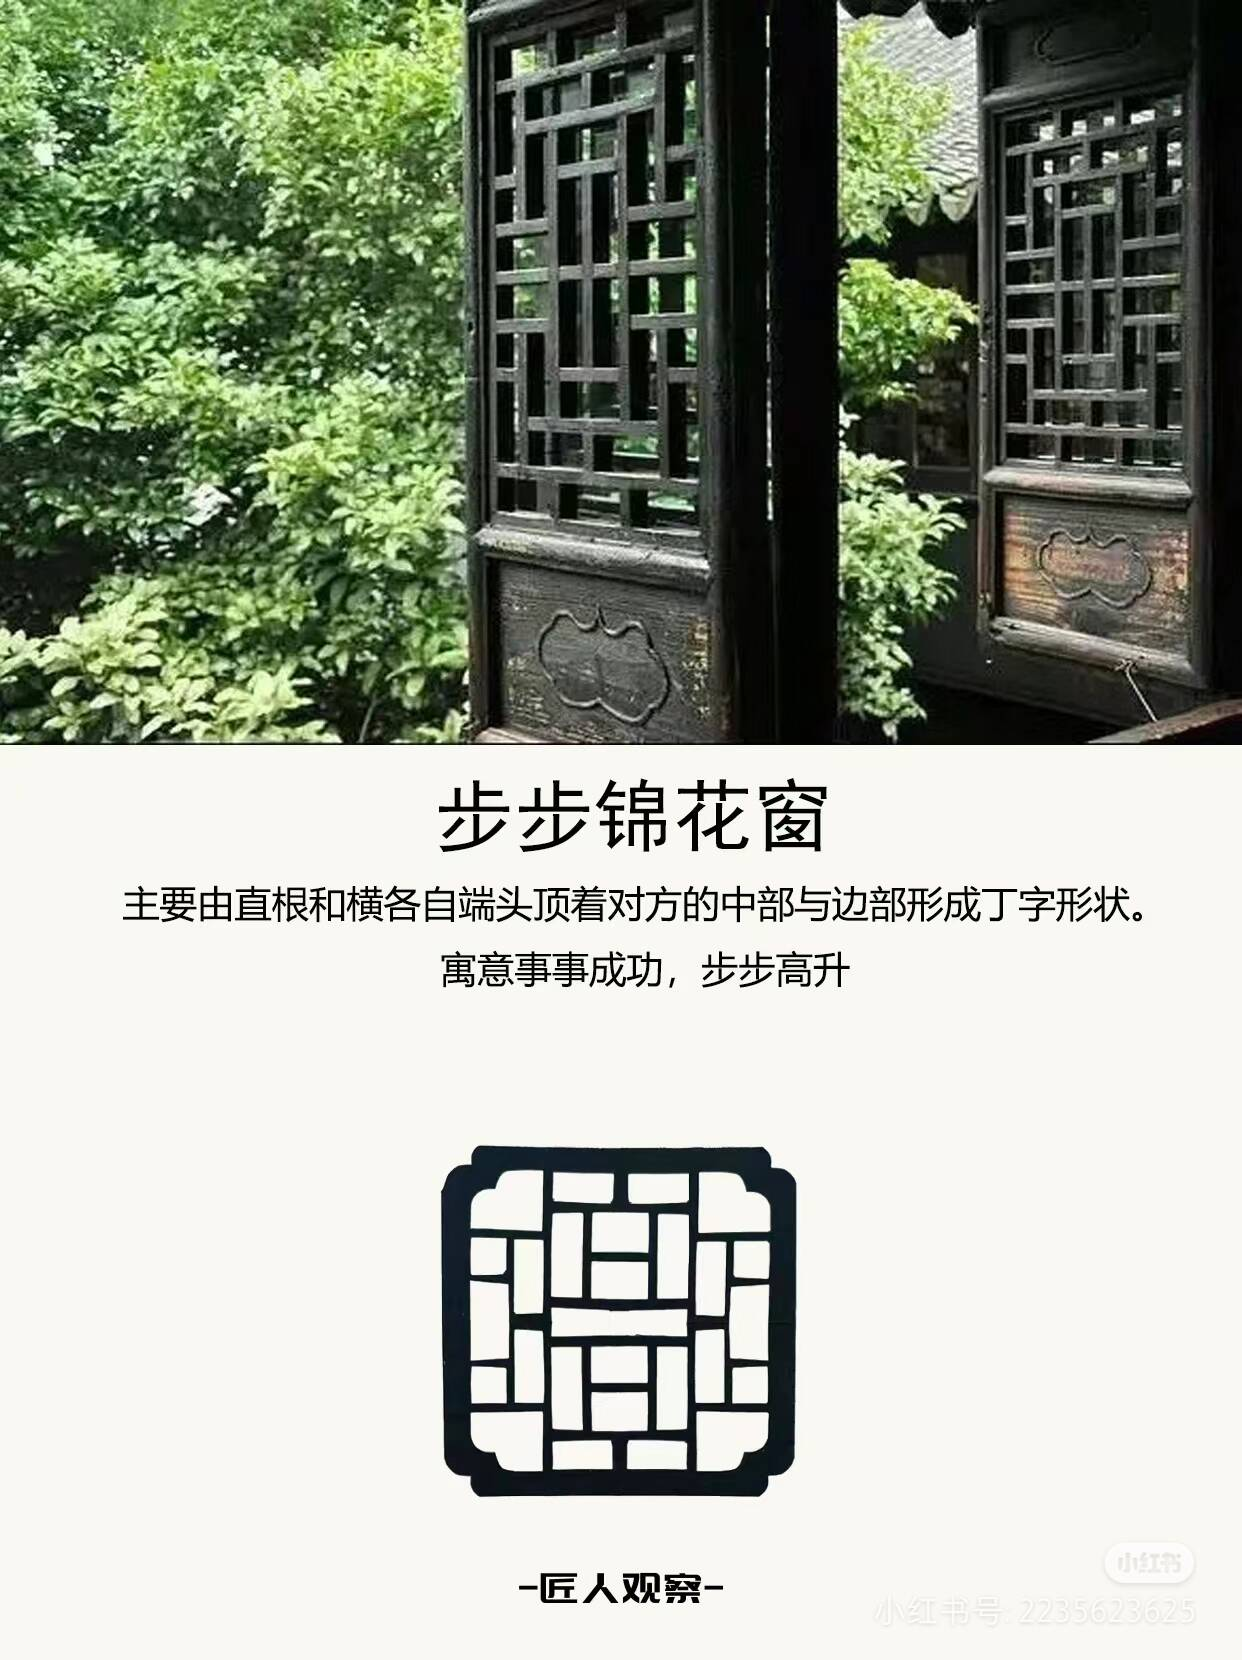 步步锦花窗
主要由直根和横各自端头顶着对方的中部与边部形成丁字形状。
寓意事事成功，步步高升
-匠人观察-
小红书
小红书号: 2235623625